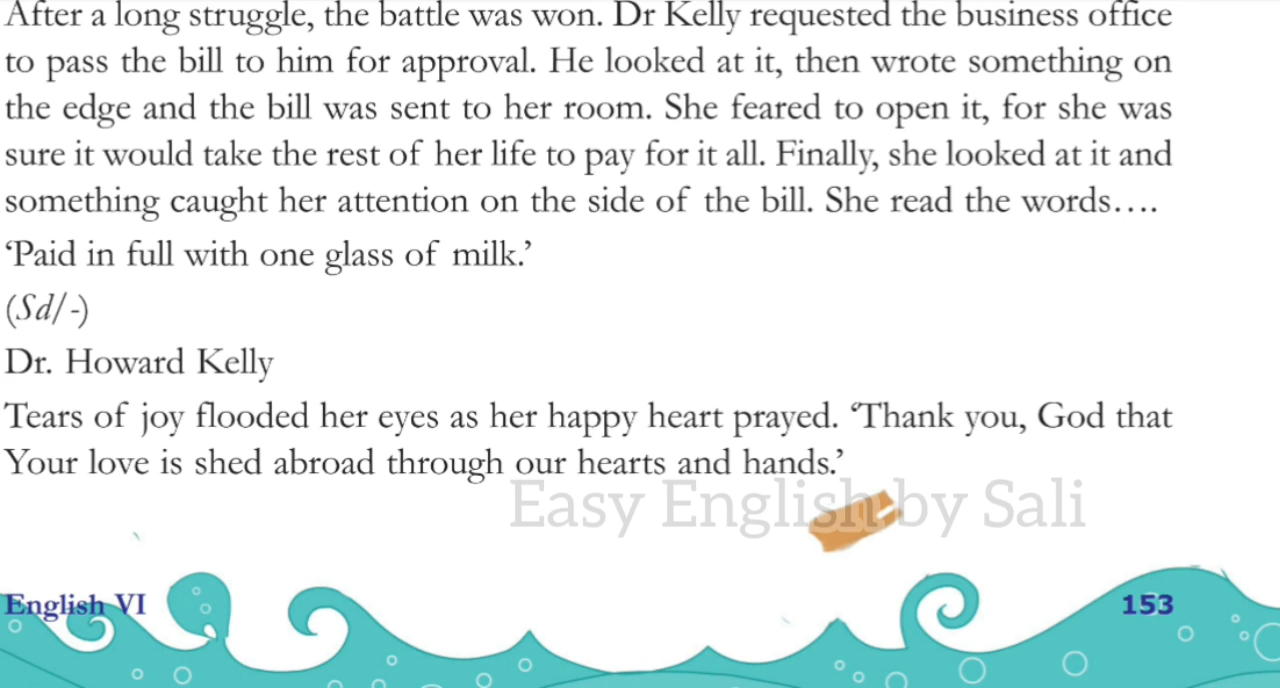 After a long struggle, the battle was won. Dr Kelly requested the business office
to pass the bill to him for approval. He looked at it, then wrote something on
the edge and the bill was sent to her room. She feared to open it, for she was
sure it would take the rest of her life to pay for it all. Finally, she looked at it and
something caught her attention on the side of the bill. She read the words….
‘Paid in full with one glass of milk.’
(Sd/-)
Dr. Howard Kelly
Tears of joy flooded her eyes as her happy heart prayed. ‘Thank you, God that
Your love is shed abroad through our hearts and hands.’
Easy English by Sali
English VI
153